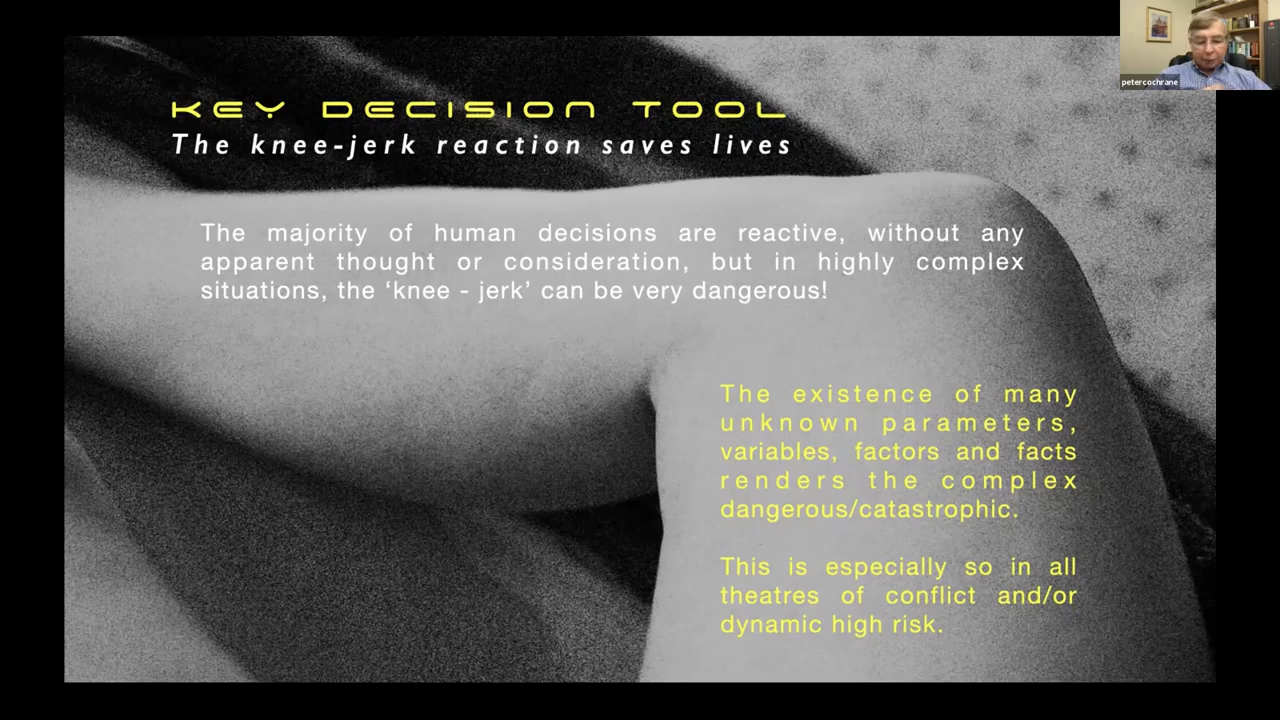 KEY DECISION TOOL
The knee-jerk reaction saves lives
The majority of human decisions are reactive, without any
apparent thought or consideration, but in highly complex
situations, the ‘knee - jerk’ can be very dangerous!
The existence of many
unknown parameters,
variables, factors and facts
renders the complex
dangerous/catastrophic.
This is especially so in all
theatres of conflict and/or
dynamic high risk.
petercochrane